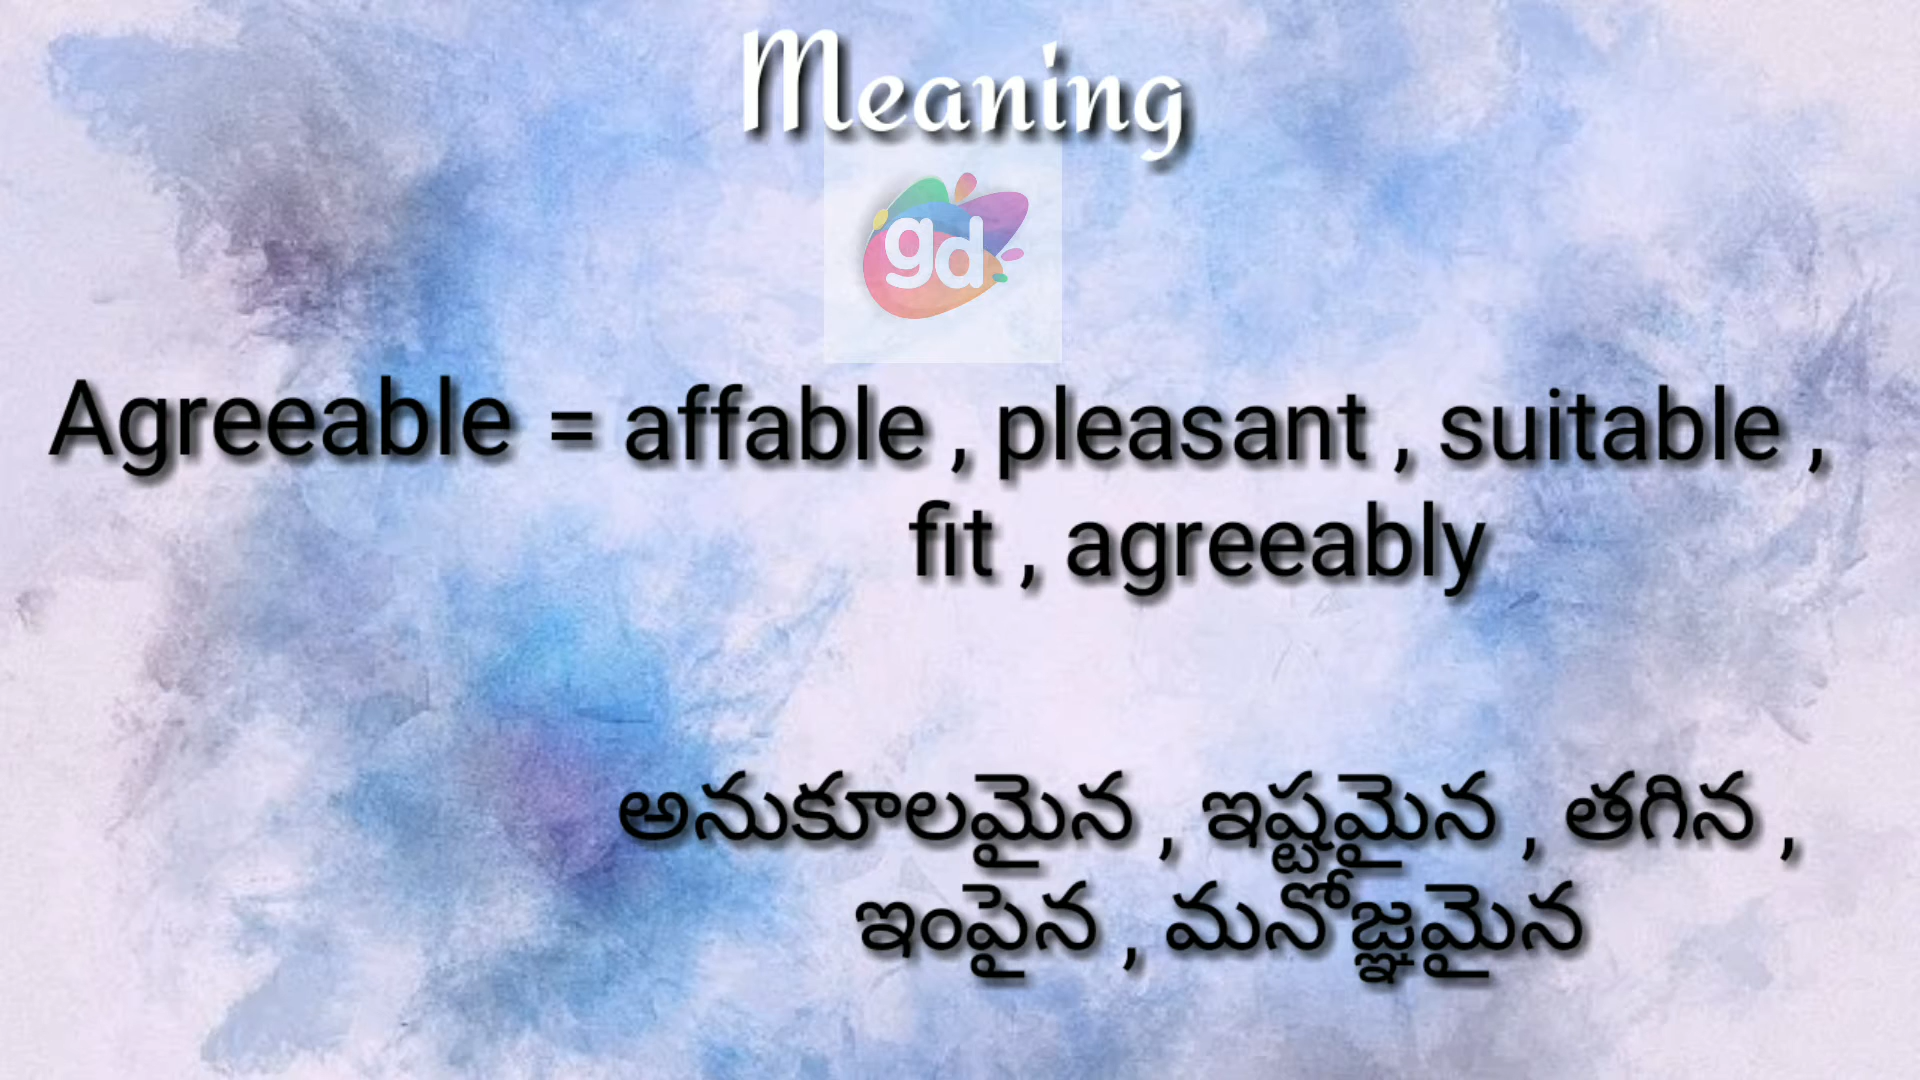 Meaning
gd
Agreeable = affable , pleasant , suitable ,
fit , agreeably
అనుకూలమైన , ఇష్టమైన , తగిన ,
ఇంపైన , మనోజ్ఞమైన